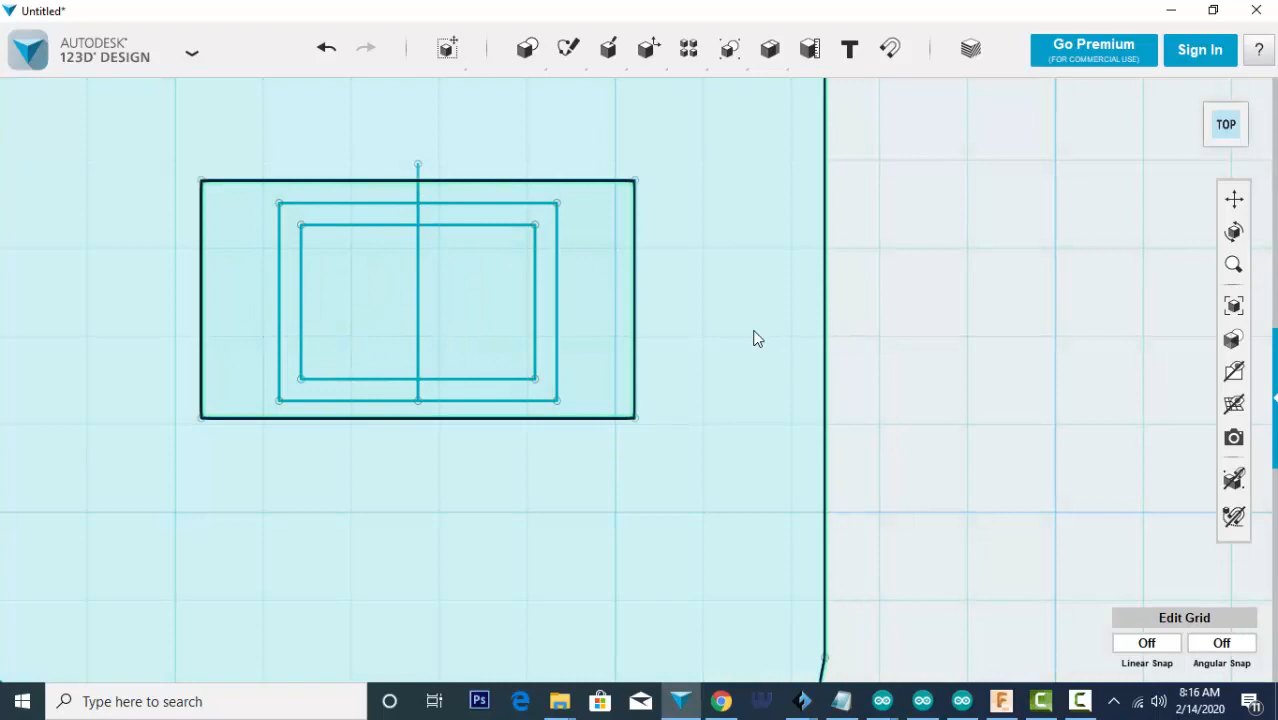 Untitled*
AUTODESK®
123D® DESIGN
Go Premium
(FOR COMMERCIAL USE)
Sign In
?
TOP
Edit Grid
Off
Off
Linear Snap
Angular Snap
Type here to search
Ps
8:16 AM
2/14/2020
11